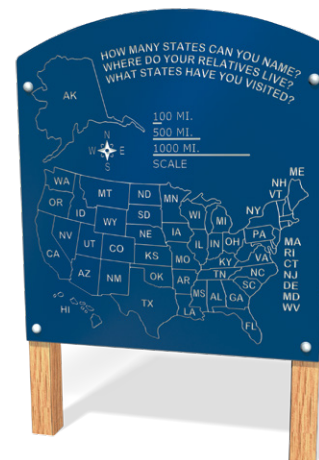 HOW MANY STATES CAN YOU NAME?
WHERE DO YOUR RELATIVES LIVE?
WHAT STATES HAVE YOU VISITED?
AK
100 MI.
500 MI.
1000 MI.
SCALE
N
W E
S
ME
NH
VT
WA
MT
ND
MN
OR
ID
WY
SD
WI
MI
NY
NV
UT
CO
NE
IA
IL
IN
OH
PA
CA
KS
MO
KY
VA
AZ
NM
OK
AR
TN
NC
SC
TX
MS
AL
GA
LA
FL
HI
MA
RI
CT
NJ
DE
MD
WV